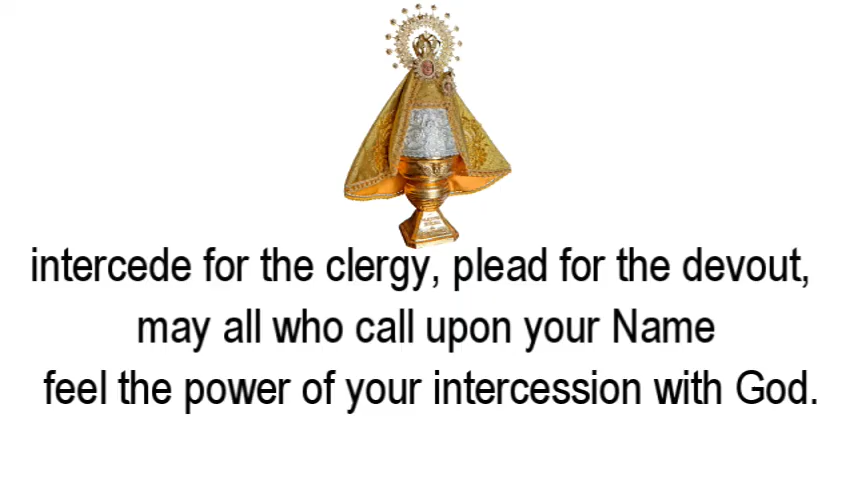 intercede for the clergy, plead for the devout,
may all who call upon your Name
feel the power of your intercession with God.